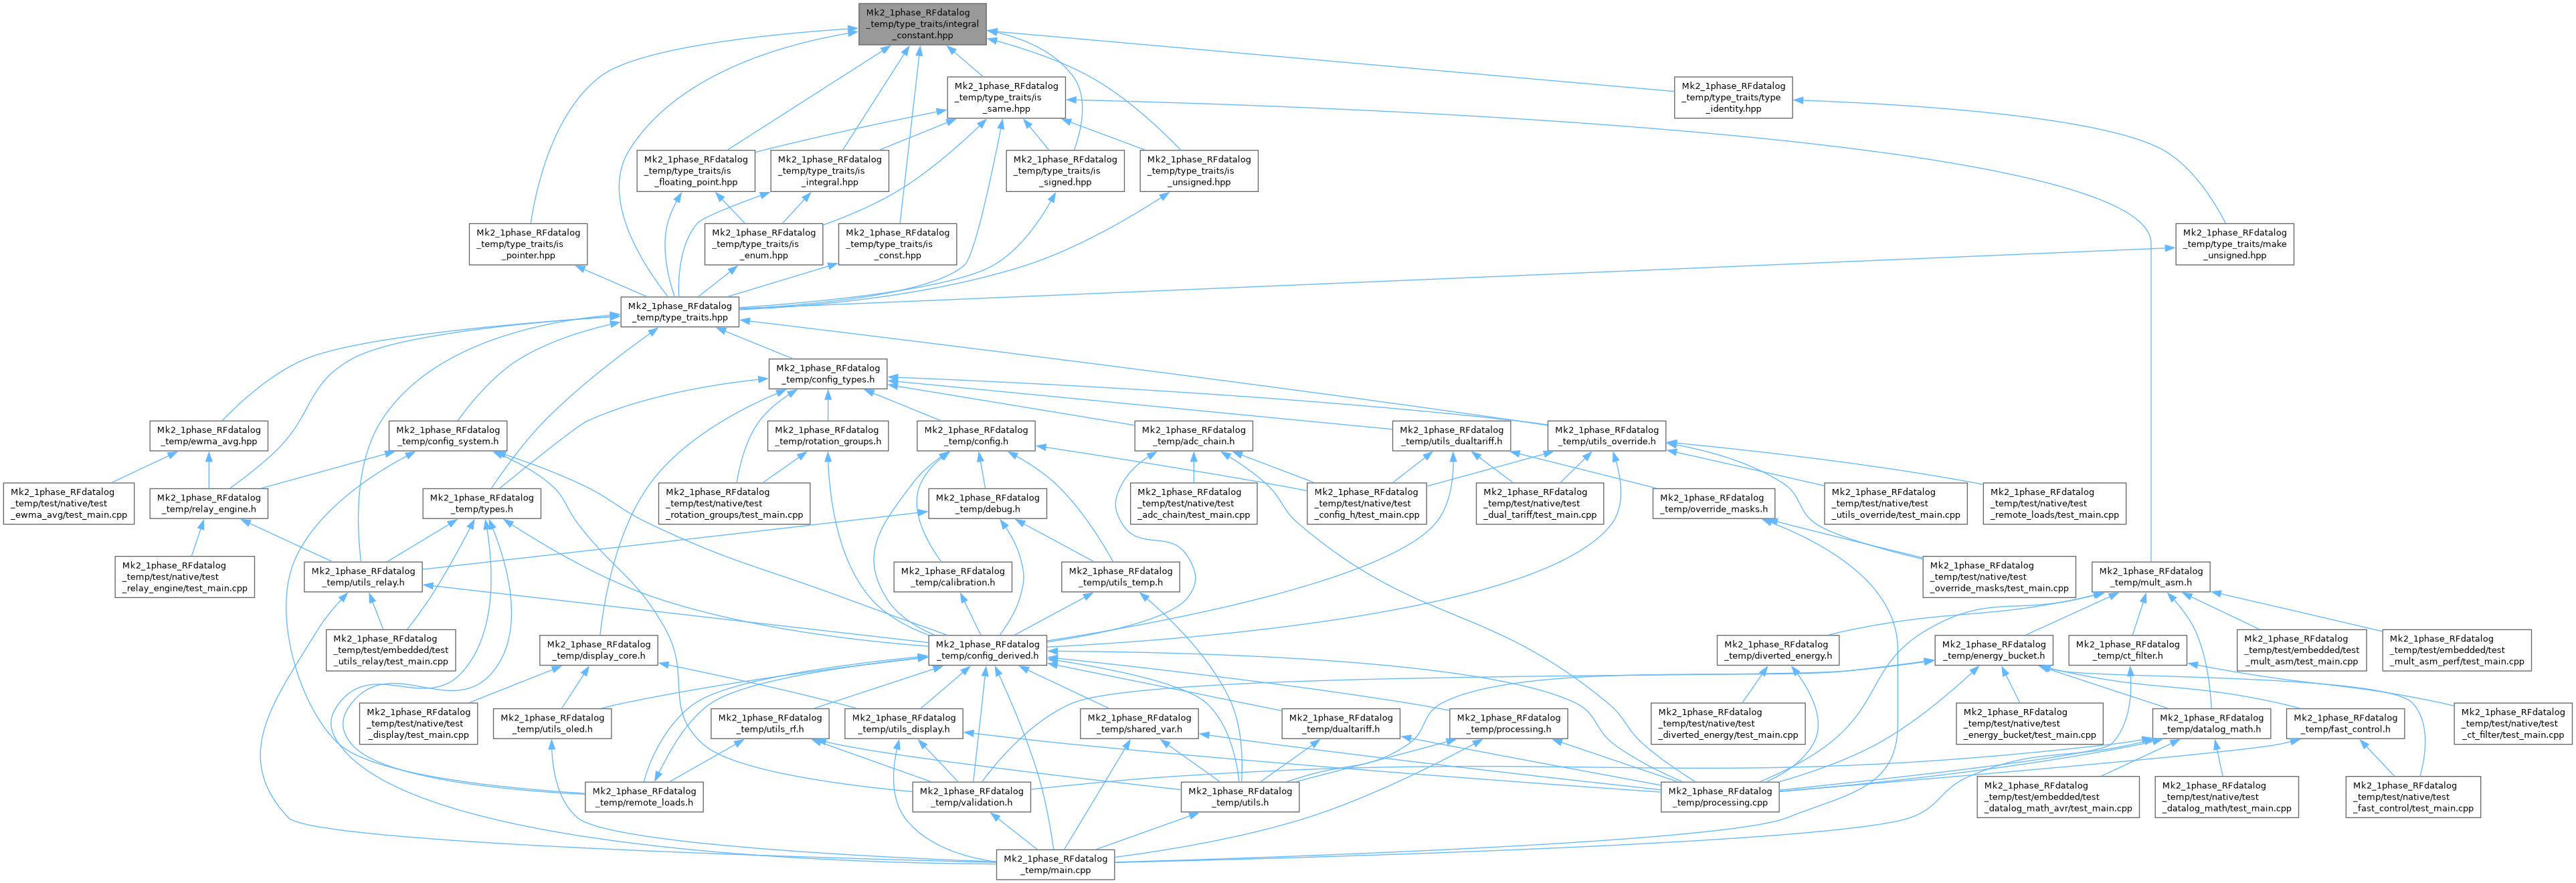 Mk2_1phase_RFdatalog
_temp/type_traits/integral
_constant.hpp
Mk2_1phase_RFdatalog
_temp/type_traits/is
_same.hpp
Mk2_1phase_RFdatalog
_temp/type_traits/type
_identity.hpp
Mk2_1phase_RFdatalog
_temp/type_traits/is
_floating_point.hpp
Mk2_1phase_RFdatalog
_temp/type_traits/is
_integral.hpp
Mk2_1phase_RFdatalog
_temp/type_traits/is
_signed.hpp
Mk2_1phase_RFdatalog
_temp/type_traits/is
_unsigned.hpp
Mk2_1phase_RFdatalog
_temp/type_traits/is
_pointer.hpp
Mk2_1phase_RFdatalog
_temp/type_traits/is
_enum.hpp
Mk2_1phase_RFdatalog
_temp/type_traits/is
_const.hpp
Mk2_1phase_RFdatalog
_temp/type_traits/make
_unsigned.hpp
Mk2_1phase_RFdatalog
_temp/type_traits.hpp
Mk2_1phase_RFdatalog
_temp/config_types.h
Mk2_1phase_RFdatalog
_temp/ewma_avg.hpp
Mk2_1phase_RFdatalog
_temp/config_system.h
Mk2_1phase_RFdatalog
_temp/rotation_groups.h
Mk2_1phase_RFdatalog
_temp/config.h
Mk2_1phase_RFdatalog
_temp/adc_chain.h
Mk2_1phase_RFdatalog
_temp/utils_dualtariff.h
Mk2_1phase_RFdatalog
_temp/utils_override.h
Mk2_1phase_RFdatalog
_temp/test/native/test
_ewma_avg/test_main.cpp
Mk2_1phase_RFdatalog
_temp/relay_engine.h
Mk2_1phase_RFdatalog
_temp/types.h
Mk2_1phase_RFdatalog
_temp/test/native/test
_rotation_groups/test_main.cpp
Mk2_1phase_RFdatalog
_temp/debug.h
Mk2_1phase_RFdatalog
_temp/test/native/test
_adc_chain/test_main.cpp
Mk2_1phase_RFdatalog
_temp/test/native/test
_config_h/test_main.cpp
Mk2_1phase_RFdatalog
_temp/test/native/test
_dual_tariff/test_main.cpp
Mk2_1phase_RFdatalog
_temp/override_masks.h
Mk2_1phase_RFdatalog
_temp/test/native/test
_utils_override/test_main.cpp
Mk2_1phase_RFdatalog
_temp/test/native/test
_remote_loads/test_main.cpp
Mk2_1phase_RFdatalog
_temp/test/native/test
_relay_engine/test_main.cpp
Mk2_1phase_RFdatalog
_temp/utils_relay.h
Mk2_1phase_RFdatalog
_temp/calibration.h
Mk2_1phase_RFdatalog
_temp/utils_temp.h
Mk2_1phase_RFdatalog
_temp/test/native/test
_override_masks/test_main.cpp
Mk2_1phase_RFdatalog
_temp/mult_asm.h
Mk2_1phase_RFdatalog
_temp/test/embedded/test
_utils_relay/test_main.cpp
Mk2_1phase_RFdatalog
_temp/display_core.h
Mk2_1phase_RFdatalog
_temp/config_derived.h
Mk2_1phase_RFdatalog
_temp/diverted_energy.h
Mk2_1phase_RFdatalog
_temp/energy_bucket.h
Mk2_1phase_RFdatalog
_temp/ct_filter.h
Mk2_1phase_RFdatalog
_temp/test/embedded/test
_mult_asm/test_main.cpp
Mk2_1phase_RFdatalog
_temp/test/embedded/test
_mult_asm_perf/test_main.cpp
Mk2_1phase_RFdatalog
_temp/test/native/test
_display/test_main.cpp
Mk2_1phase_RFdatalog
_temp/utils_oled.h
Mk2_1phase_RFdatalog
_temp/utils_rf.h
Mk2_1phase_RFdatalog
_temp/utils_display.h
Mk2_1phase_RFdatalog
_temp/shared_var.h
Mk2_1phase_RFdatalog
_temp/dualtariff.h
Mk2_1phase_RFdatalog
_temp/processing.h
Mk2_1phase_RFdatalog
_temp/test/native/test
_diverted_energy/test_main.cpp
Mk2_1phase_RFdatalog
_temp/test/native/test
_energy_bucket/test_main.cpp
Mk2_1phase_RFdatalog
_temp/datalog_math.h
Mk2_1phase_RFdatalog
_temp/fast_control.h
Mk2_1phase_RFdatalog
_temp/test/native/test
_ct_filter/test_main.cpp
Mk2_1phase_RFdatalog
_temp/remote_loads.h
Mk2_1phase_RFdatalog
_temp/validation.h
Mk2_1phase_RFdatalog
_temp/utils.h
Mk2_1phase_RFdatalog
_temp/processing.cpp
Mk2_1phase_RFdatalog
_temp/test/embedded/test
_datalog_math_avr/test_main.cpp
Mk2_1phase_RFdatalog
_temp/test/native/test
_datalog_math/test_main.cpp
Mk2_1phase_RFdatalog
_temp/test/native/test
_fast_control/test_main.cpp
Mk2_1phase_RFdatalog
_temp/main.cpp